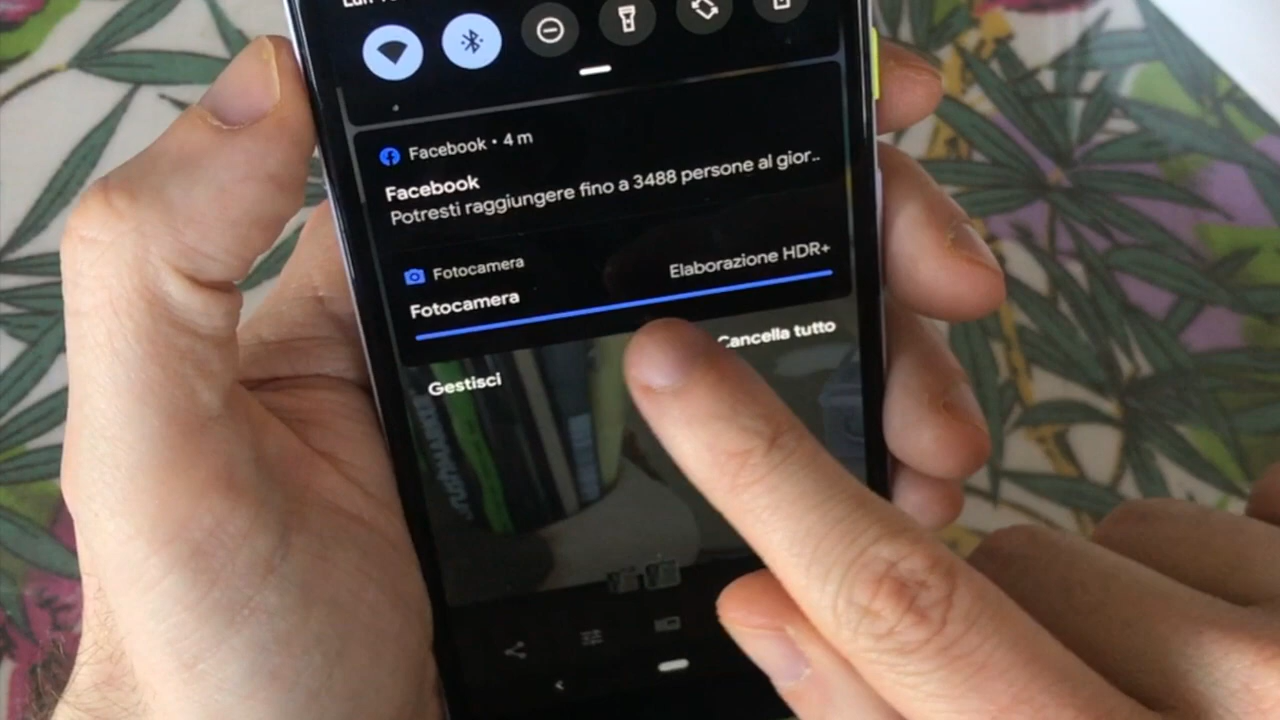 Facebook • 4 m
Facebook
Potresti raggiungere fino a 3488 persone al gior..
Fotocamera
Elaborazione HDR+
Fotocamera
Cancella tutto
Gestisci